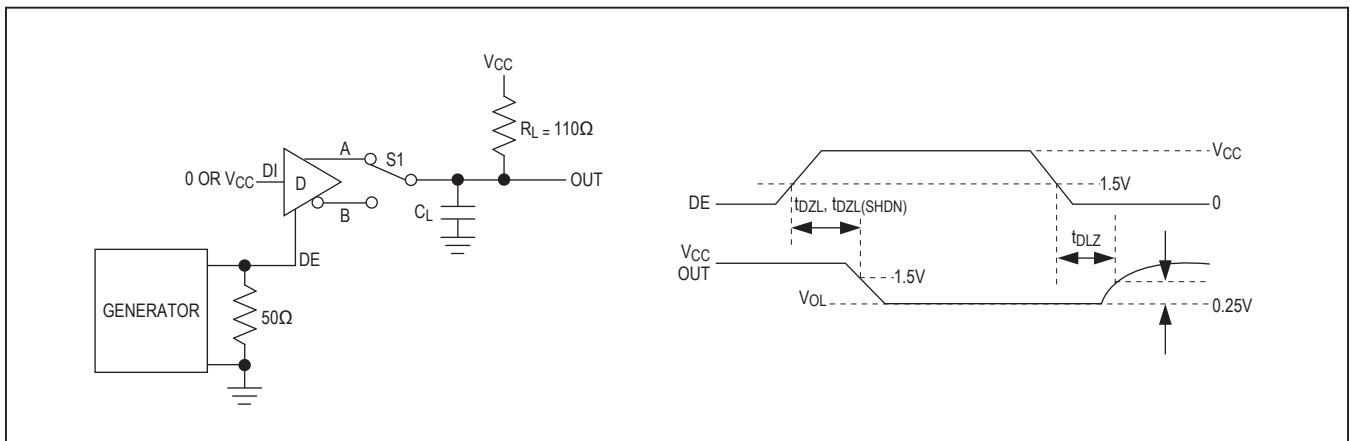 VCC
RL = 110Ω
A
S1
0 OR VCC
DI
D
OUT
B
CL
DE
GENERATOR
50Ω
VCC
1.5V
DE
0
tDZL, tDZL(SHDN)
tDLZ
VCC
OUT
1.5V
VOL
0.25V